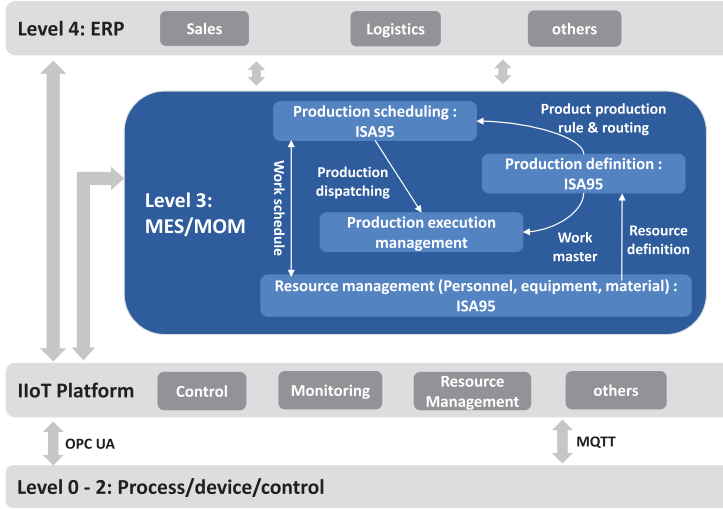 Level 4: ERP
Sales
Logistics
others
Production scheduling :
ISA95
Product production
rule & routing
Production definition :
ISA95
Work schedule
Production
dispatching
Level 3:
MES/MOM
Production execution
management
Work
master
Resource
definition
Resource management (Personnel, equipment, material) :
ISA95
IIoT Platform
Control
Monitoring
Resource
Management
others
OPC UA
MQTT
Level 0 - 2: Process/device/control